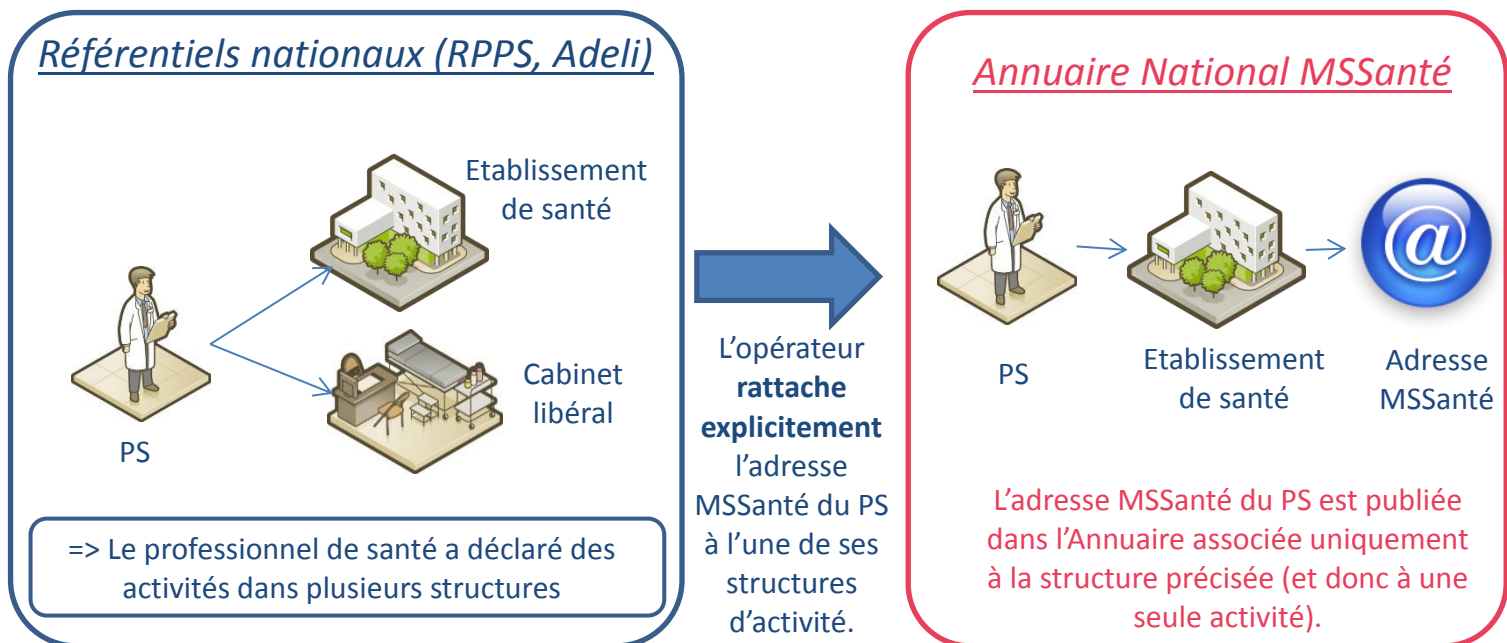 Référentiels nationaux (RPPS, Adeli)
Etablissement
de santé
Cabinet
libéral
PS
=> Le professionnel de santé a déclaré des
activités dans plusieurs structures
L’opérateur
rattache
explicitement
l’adresse
MSSanté du PS
à l’une de ses
structures
d’activité.
Annuaire National MSSanté
@
PS
Etablissement
de santé
Adresse
MSSanté
L’adresse MSSanté du PS est publiée
dans l’Annuaire associée uniquement
à la structure précisée (et donc à une
seule activité).